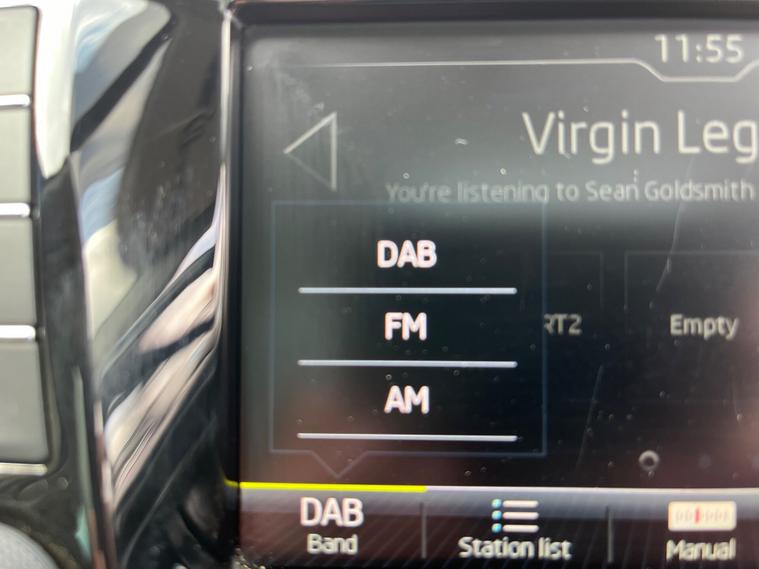 11:55
Virgin Leg
You're listening to Sean Goldsmith
DAB
FM
AM
RT2
Empty
DAB
Band
Station list
Manual